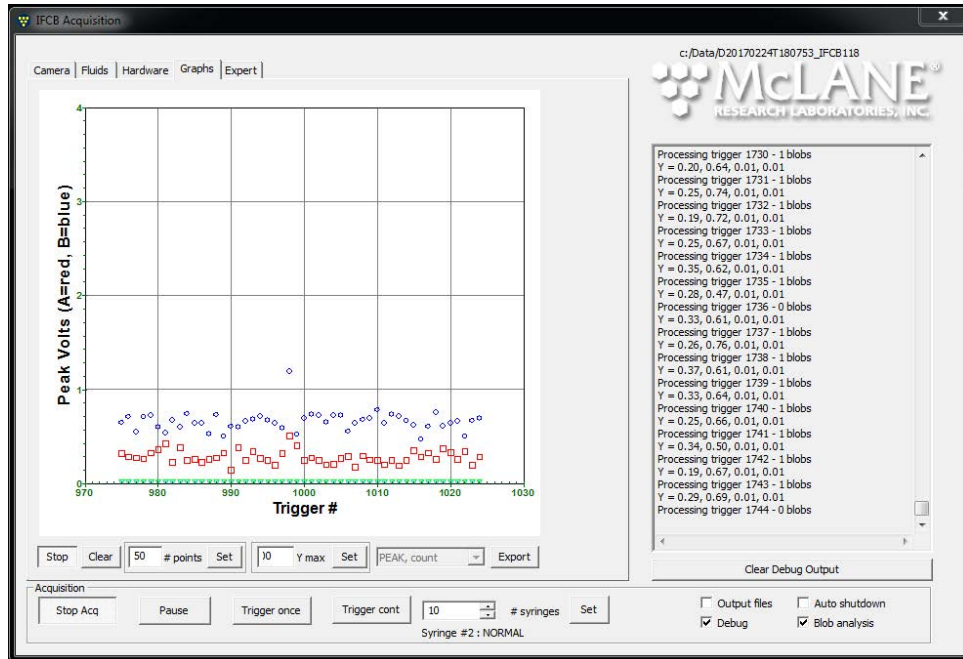 IFCB Acquisition
x
c:/Data/D20170224T180753_IFCB118
McLANE®
RESEARCH LABORATORIES, INC.
Camera Fluids Hardware Graphs Expert
4
3
2
1
0
970 980 990 1000 1010 1020 1030
Peak Volts (A=red, B=blue)
Trigger #
Processing trigger 1730 - 1 blobs
Y = 0.20, 0.64, 0.01, 0.01
Processing trigger 1731 - 1 blobs
Y = 0.25, 0.74, 0.01, 0.01
Processing trigger 1732 - 1 blobs
Y = 0.19, 0.72, 0.01, 0.01
Processing trigger 1733 - 1 blobs
Y = 0.25, 0.67, 0.01, 0.01
Processing trigger 1734 - 1 blobs
Y = 0.35, 0.62, 0.01, 0.01
Processing trigger 1735 - 1 blobs
Y = 0.28, 0.47, 0.01, 0.01
Processing trigger 1736 - 0 blobs
Y = 0.33, 0.61, 0.01, 0.01
Processing trigger 1737 - 1 blobs
Y = 0.26, 0.76, 0.01, 0.01
Processing trigger 1738 - 1 blobs
Y = 0.37, 0.61, 0.01, 0.01
Processing trigger 1739 - 1 blobs
Y = 0.33, 0.64, 0.01, 0.01
Processing trigger 1740 - 1 blobs
Y = 0.25, 0.66, 0.01, 0.01
Processing trigger 1741 - 1 blobs
Y = 0.34, 0.50, 0.01, 0.01
Processing trigger 1742 - 1 blobs
Y = 0.19, 0.67, 0.01, 0.01
Processing trigger 1743 - 1 blobs
Y = 0.29, 0.69, 0.01, 0.01
Processing trigger 1744 - 0 blobs
Stop Clear 50 # points Set Y max Set PEAK, count Export
Clear Debug Output
Acquisition
Stop Acq Pause Trigger once Trigger cont 10 # syringes Set
Syringe #2 : NORMAL
Output files Auto shutdown
Debug Blob analysis